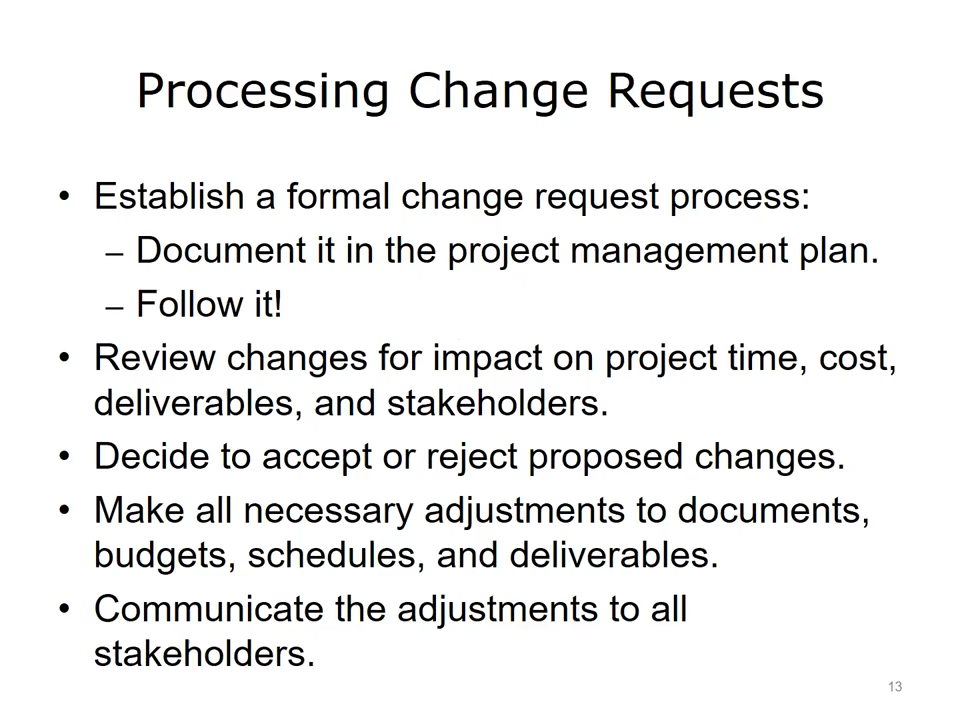 Processing Change Requests
• Establish a formal change request process:
– Document it in the project management plan.
– Follow it!
• Review changes for impact on project time, cost,
deliverables, and stakeholders.
• Decide to accept or reject proposed changes.
• Make all necessary adjustments to documents,
budgets, schedules, and deliverables.
• Communicate the adjustments to all
stakeholders.
13